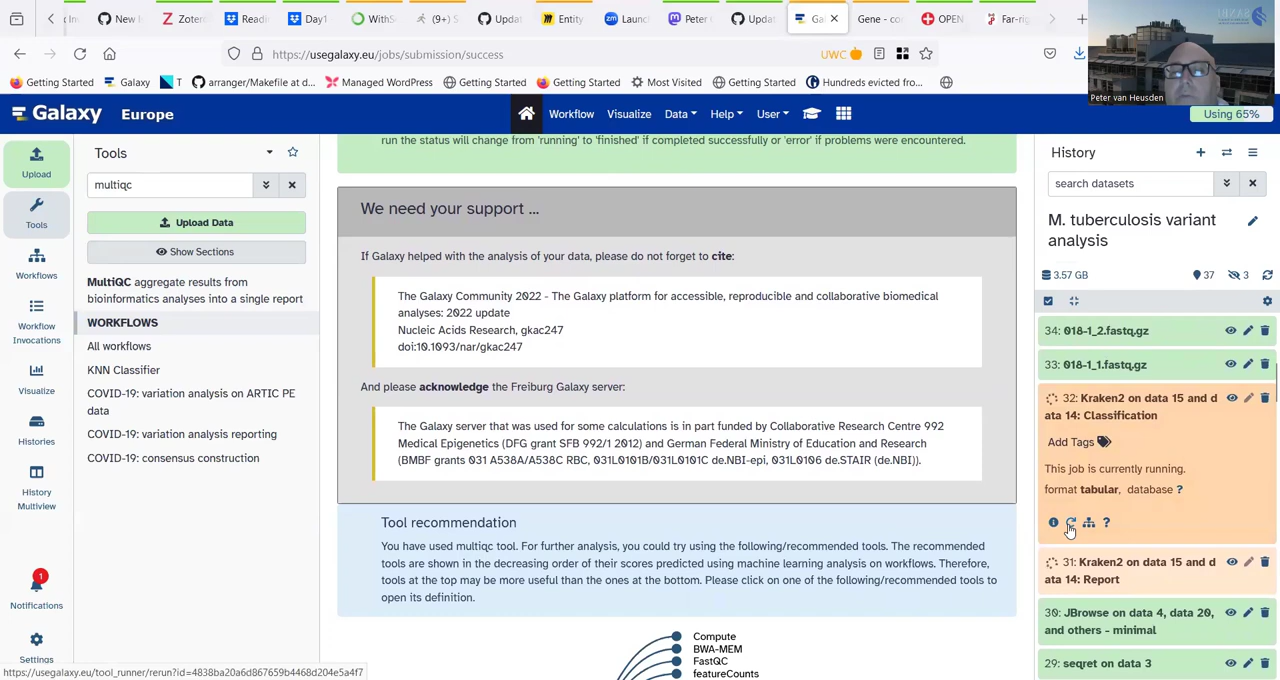 New F
Zotero
Readi
Day1
WithS
(9+) S
Updat
Entity
Launc
Peter
Updat
Ga
Gene - co
OPEN
Far-rig
https://usegalaxy.eu/jobs/submission/success
UWC
Getting Started
Galaxy
T
arranger/Makefile at d...
Managed WordPress
Getting Started
Getting Started
Most Visited
Getting Started
Hundreds evicted fro...
Peter van Heusden
Galaxy Europe
Workflow
Visualize
Data
Help
User
Using 65%
Upload
Tools
Workflows
Workflow
Invocations
Visualize
Histories
History
Multiview
1
Notifications
Settings
Tools
multiqc
Upload Data
Show Sections
MultiQC aggregate results from
bioinformatics analyses into a single report
WORKFLOWS
All workflows
KNN Classifier
COVID-19: variation analysis on ARTIC PE
data
COVID-19: variation analysis reporting
COVID-19: consensus construction
run the status will change from 'running' to 'finished' if completed successfully or 'error' if problems were encountered.
We need your support ...
If Galaxy helped with the analysis of your data, please do not forget to cite:
The Galaxy Community 2022 - The Galaxy platform for accessible, reproducible and collaborative biomedical
analyses: 2022 update
Nucleic Acids Research, gkac247
doi:10.1093/nar/gkac247
And please acknowledge the Freiburg Galaxy server:
The Galaxy server that was used for some calculations is in part funded by Collaborative Research Centre 992
Medical Epigenetics (DFG grant SFB 992/1 2012) and German Federal Ministry of Education and Research
(BMBF grants 031 A538A/A538C RBC, 031L0101B/031L0101C de.NBI-epi, 031L0106 de.STAIR (de.NBI)).
Tool recommendation
You have used multiqc tool. For further analysis, you could try using the following/recommended tools. The recommended
tools are shown in the decreasing order of their scores predicted using machine learning analysis on workflows. Therefore,
tools at the top may be more useful than the ones at the bottom. Please click on one of the following/recommended tools to
open its definition.
Compute
BWA-MEM
FastQC
featureCounts
History
search datasets
M. tuberculosis variant
analysis
3.57 GB
37
3
34: 018-1_2.fastq.gz
33: 018-1_1.fastq.gz
32: Kraken2 on data 15 and d
ata 14: Classification
Add Tags
This job is currently running.
format tabular, database ?
31: Kraken2 on data 15 and d
ata 14: Report
30: JBrowse on data 4, data 20,
and others - minimal
29: seqret on data 3
https://usegalaxy.eu/tool_runner/rerun?id=4838ba20a6d867659b4468d204e5a4f7